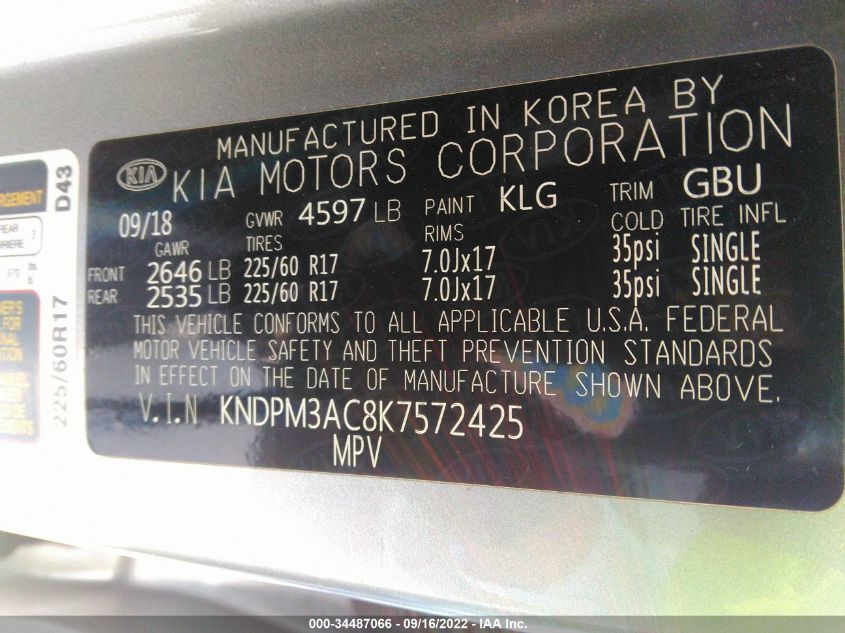 MANUFACTURED IN KOREA BY
KIA KIA MOTORS CORPORATION
09/18 GVWR 4597 LB PAINT KLG TRIM GBU
GAWR TIRES RIMS COLD TIRE INFL
FRONT 2646 LB 225/60 R17 7.0Jx17 35psi SINGLE
REAR 2535 LB 225/60 R17 7.0Jx17 35psi SINGLE
THIS VEHICLE CONFORMS TO ALL APPLICABLE U.S.A. FEDERAL
MOTOR VEHICLE SAFETY AND THEFT PREVENTION STANDARDS
IN EFFECT ON THE DATE OF MANUFACTURE SHOWN ABOVE.
V.I.N KNDPM3AC8K7572425
MPV
D43
REAR 3
225/60R17
000-34487066 - 09/16/2022 - IAA Inc.